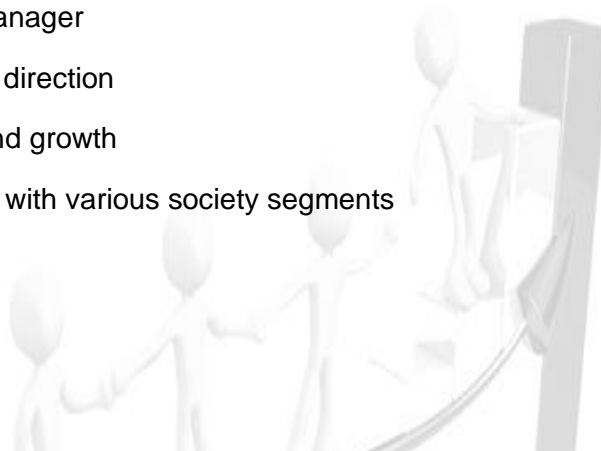 anager
direction
nd growth
with various society segments